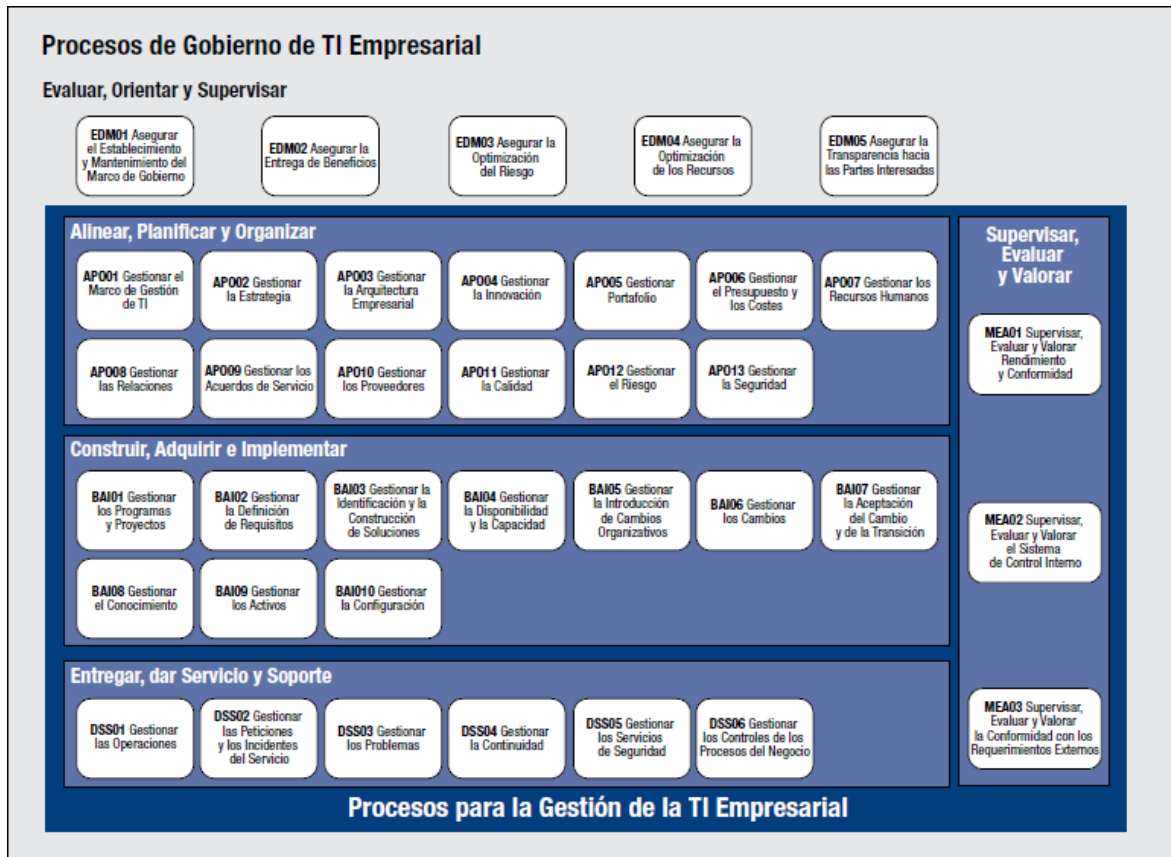 Procesos de Gobierno de TI Empresarial
Evaluar, Orientar y Supervisar
EDM01 Asegurar
el Establecimiento
y Mantenimiento del
Marco de Gobierno
EDM02 Asegurar la
Entrega de Beneficios
EDM03 Asegurar la
Optimización
del Riesgo
EDM04 Asegurar la
Optimización
de los Recursos
EDM05 Asegurar la
Transparencia hacia
las Partes Interesadas
Alinear, Planificar y Organizar
APO01 Gestionar el
Marco de Gestión
de TI
APO02 Gestionar
la Estrategia
APO03 Gestionar
la Arquitectura
Empresarial
APO04 Gestionar
la Innovación
APO05 Gestionar
Portafolio
APO06 Gestionar
el Presupuesto y
los Costes
APO07 Gestionar los
Recursos Humanos
APO08 Gestionar
las Relaciones
APO09 Gestionar los
Acuerdos de Servicio
APO10 Gestionar
los Proveedores
APO11 Gestionar
la Calidad
APO12 Gestionar
el Riesgo
APO13 Gestionar
la Seguridad
Construir, Adquirir e Implementar
BAI01 Gestionar
los Programas
y Proyectos
BAI02 Gestionar
la Definición
de Requisitos
BAI03 Gestionar la
Identificación y la
Construcción
de Soluciones
BAI04 Gestionar
la Disponibilidad
y la Capacidad
BAI05 Gestionar
la Introducción
de Cambios
Organizativos
BAI06 Gestionar
los Cambios
BAI07 Gestionar
la Aceptación
del Cambio
y de la Transición
BAI08 Gestionar
el Conocimiento
BAI09 Gestionar
los Activos
BAI010 Gestionar
la Configuración
Entregar, dar Servicio y Soporte
DSS01 Gestionar
las Operaciones
DSS02 Gestionar
las Peticiones
y los Incidentes
del Servicio
DSS03 Gestionar
los Problemas
DSS04 Gestionar
la Continuidad
DSS05 Gestionar
los Servicios
de Seguridad
DSS06 Gestionar
los Controles de los
Procesos del Negocio
Supervisar,
Evaluar
y Valorar
MEA01 Supervisar,
Evaluar y Valorar
Rendimiento
y Conformidad
MEA02 Supervisar,
Evaluar y Valorar
el Sistema
de Control Interno
MEA03 Supervisar,
Evaluar y Valorar
la Conformidad con los
Requerimientos Externos
Procesos para la Gestión de la TI Empresarial